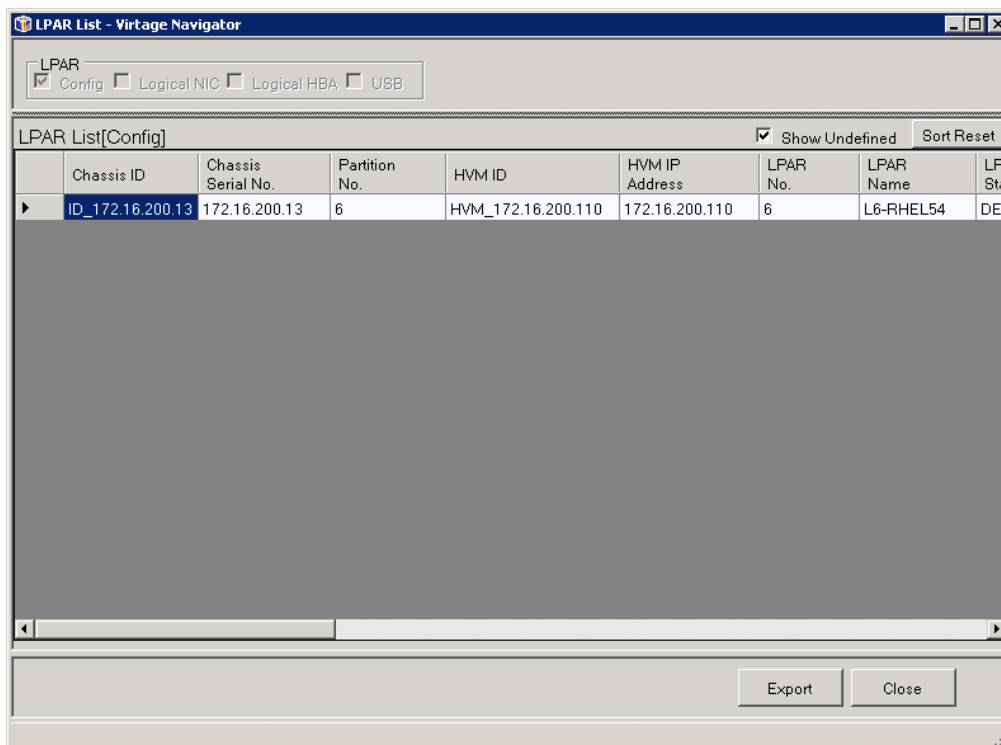 LPAR List - Virtage Navigator
LPAR
Config Logical NIC Logical HBA USB
LPAR List[Config] Show Undefined Sort Reset
Chassis ID Chassis Serial No. Partition No. HVM ID HVM IP Address LPAR No. LPAR Name LP Sta
ID_172.16.200.13 172.16.200.13 6 HVM_172.16.200.110 172.16.200.110 6 L6-RHEL54 DE
Export Close